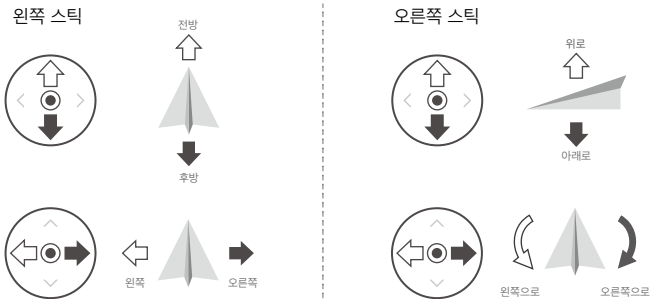 왼쪽 스틱
전방
후방
왼쪽
오른쪽
오른쪽 스틱
위로
아래로
왼쪽으로
오른쪽으로